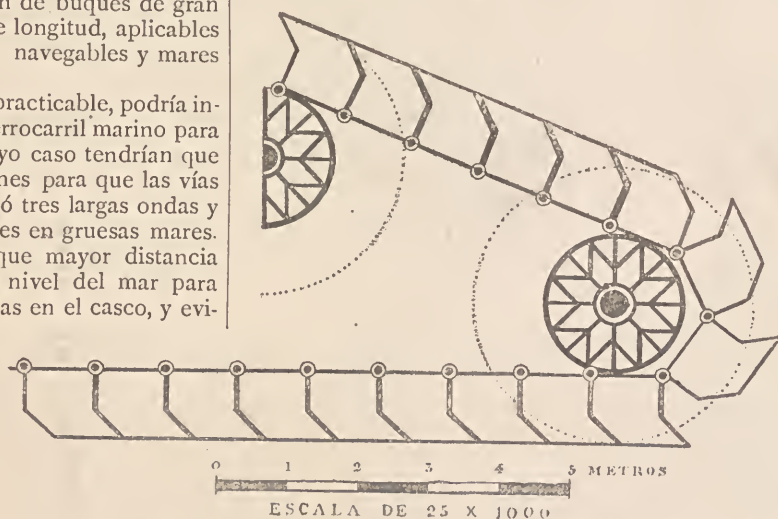 n de buques de gran
e longitud, aplicables
navegables y mares
practicable, podría in-
errocarril marino para
yo caso tendrían que
nes para que las vías
ó tres largas ondas y
es en gruesas mares.
que mayor distancia
nivel del mar para
as en el casco, y evi-
0 1 2 3 4 5 METROS
ESCALA DE 25 X 1000